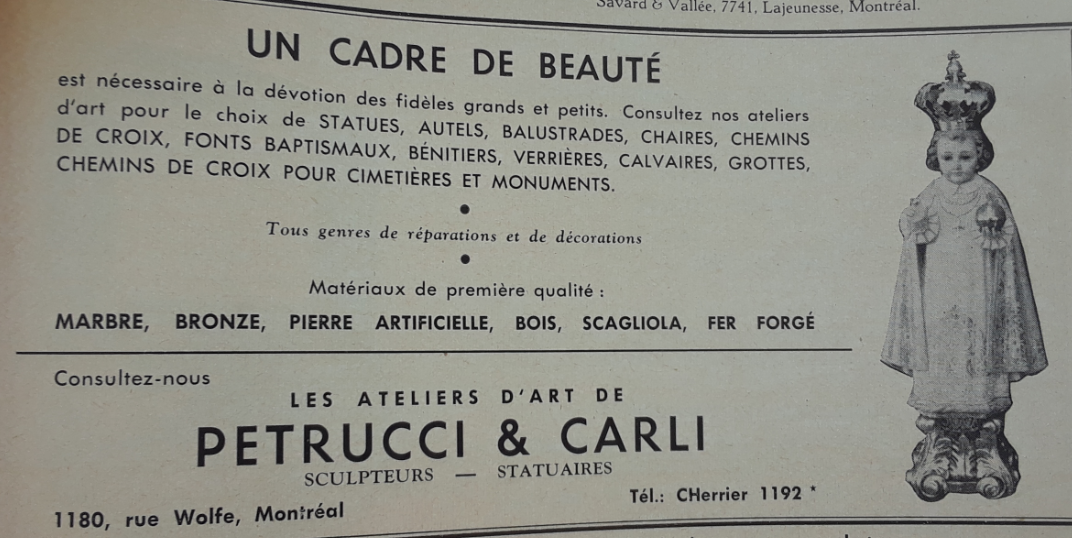 Savard & Vallée, 7741, Lajeunesse, Montréal.
UN CADRE DE BEAUTÉ
est nécessaire à la dévotion des fidèles grands et petits. Consultez nos ateliers
d'art pour le choix de STATUES, AUTELS, BALUSTRADES, CHAIRES, CHEMINS
DE CROIX, FONTS BAPTISMAUX, BÉNITIERS, VERRIÈRES, CALVAIRES, GROTTES,
CHEMINS DE CROIX POUR CIMETIÈRES ET MONUMENTS.
●
Tous genres de réparations et de décorations
●
Matériaux de première qualité :
MARBRE, BRONZE, PIERRE ARTIFICIELLE, BOIS, SCAGLIOLA, FER FORGÉ
Consultez-nous
LES ATELIERS D'ART DE
PETRUCCI & CARLI
SCULPTEURS — STATUAIRES
Tél.: CHerrier 1192 *
1180, rue Wolfe, Montréal